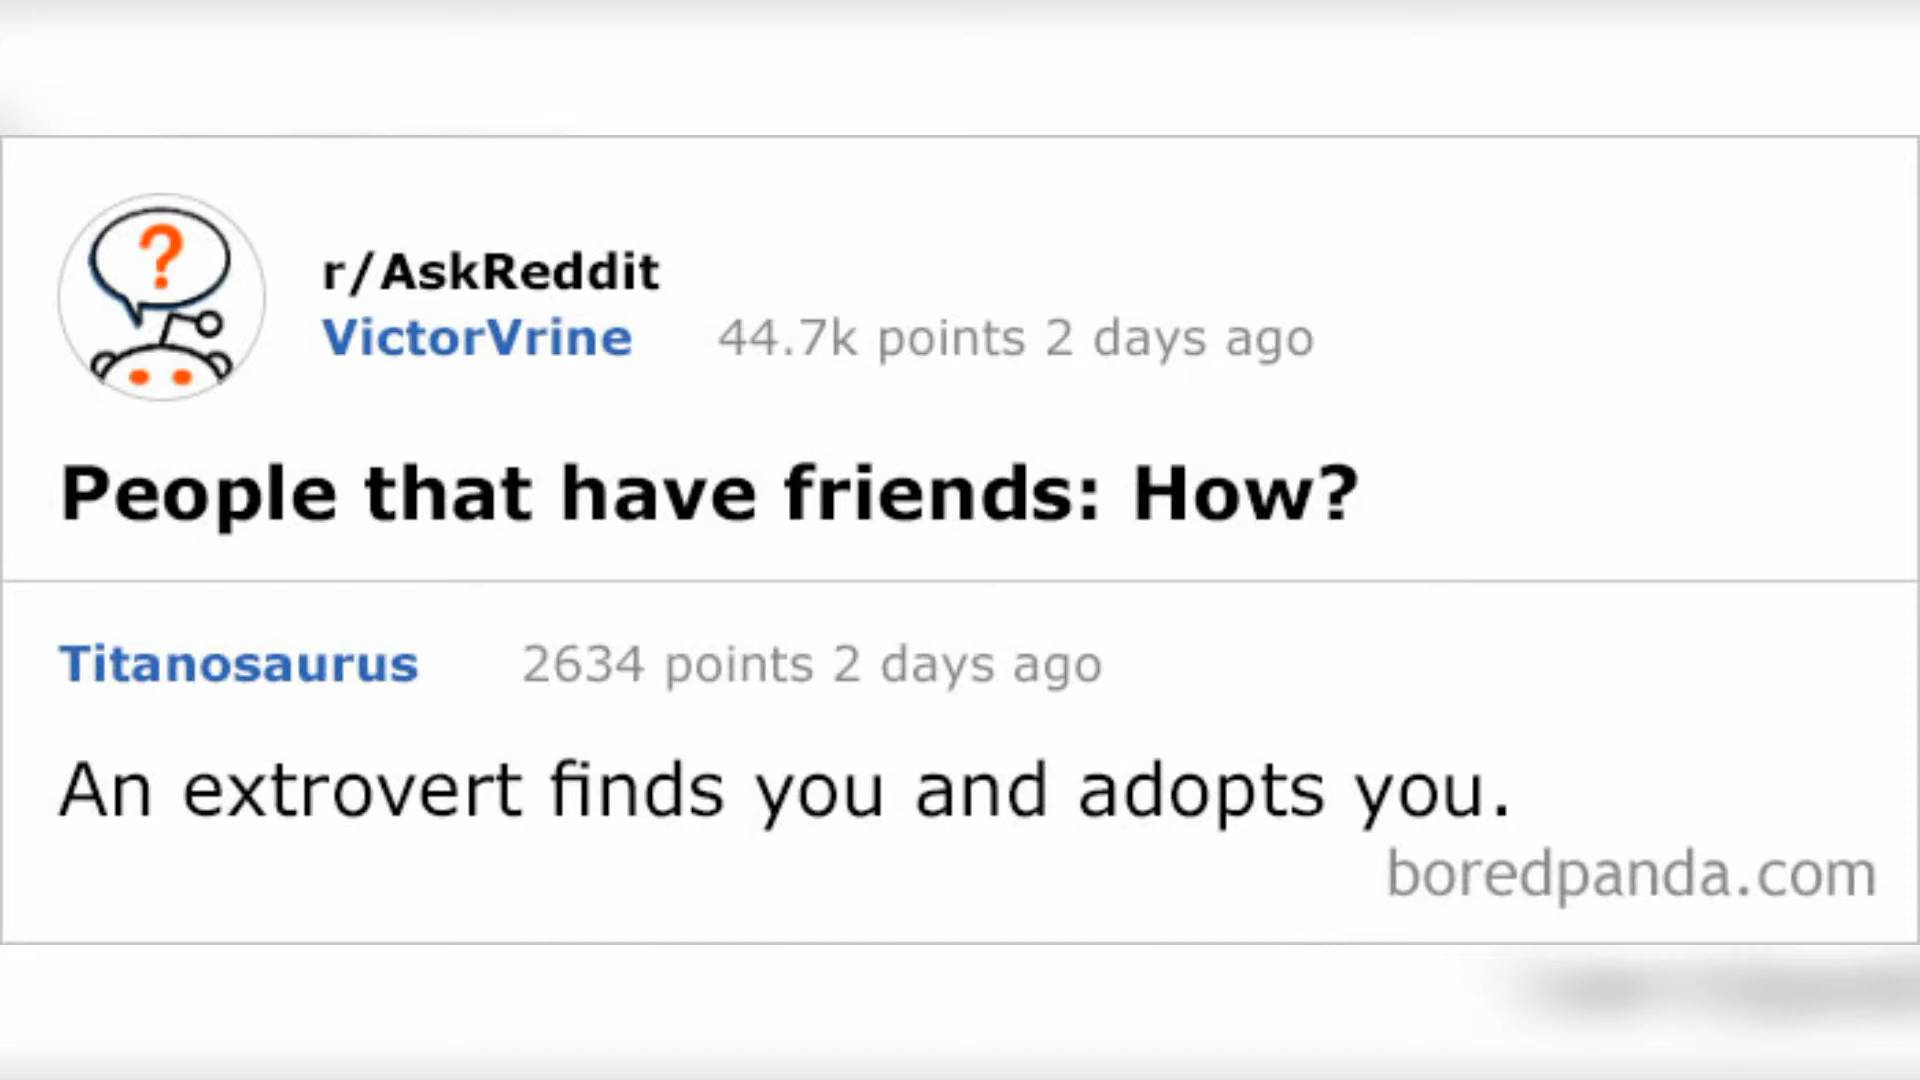 ?
r/AskReddit
VictorVrine 44.7k points 2 days ago
People that have friends: How?
Titanosaurus 2634 points 2 days ago
An extrovert finds you and adopts you.
boredpanda.com